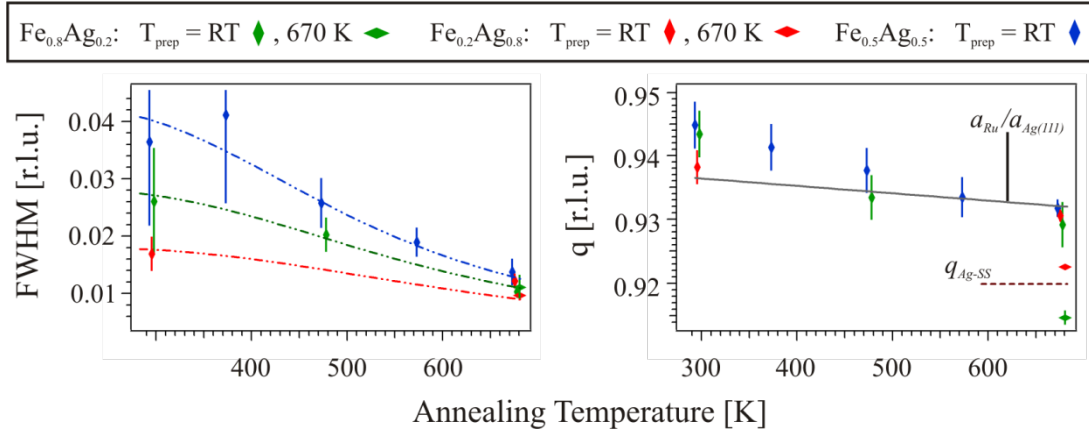 Fe0.8Ag0.2: Tprep = RT , 670 K Fe0.2Ag0.8: Tprep = RT , 670 K Fe0.5Ag0.5: Tprep = RT
FWHM [r.l.u.]
0.04
0.03
0.02
0.01
400
500
600
q [r.l.u.]
0.95
0.94
0.93
0.92
aRu/aAg(111)
qAg-SS
300
400
500
600
Annealing Temperature [K]